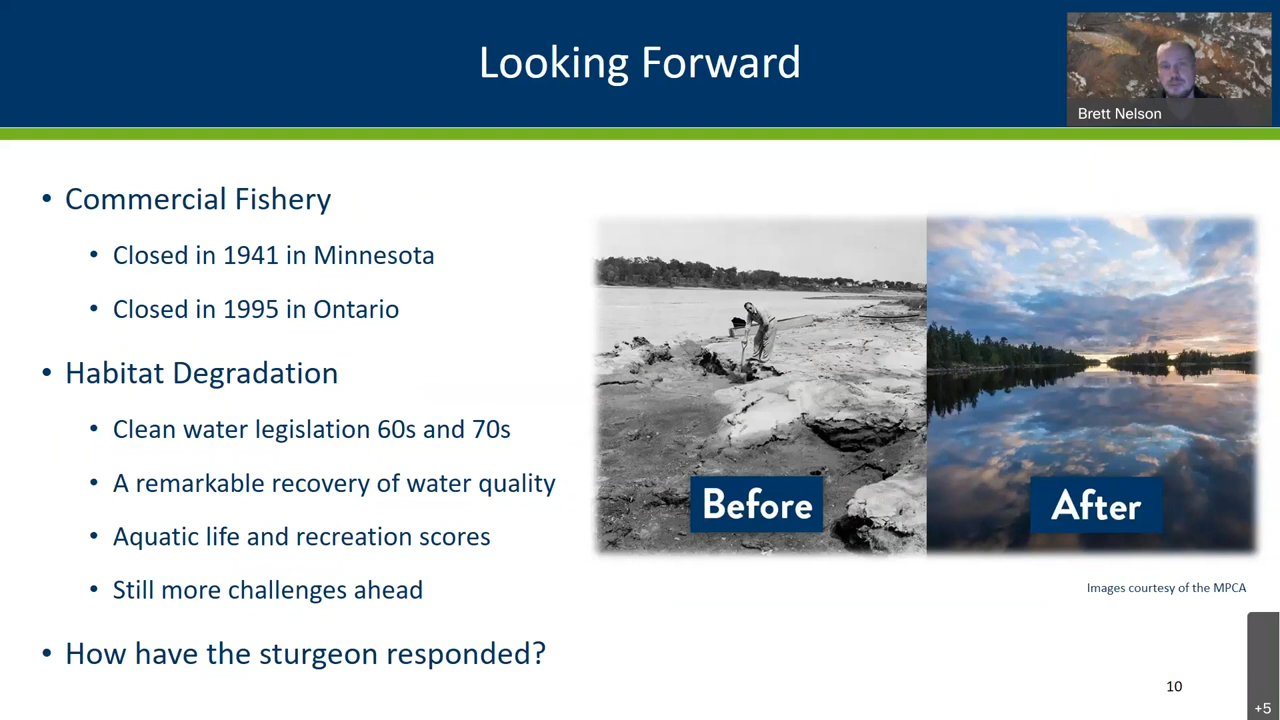 Looking Forward
Brett Nelson
• Commercial Fishery
• Closed in 1941 in Minnesota
• Closed in 1995 in Ontario
• Habitat Degradation
• Clean water legislation 60s and 70s
• A remarkable recovery of water quality
• Aquatic life and recreation scores
• Still more challenges ahead
• How have the sturgeon responded?
Before
After
Images courtesy of the MPCA
10
+5